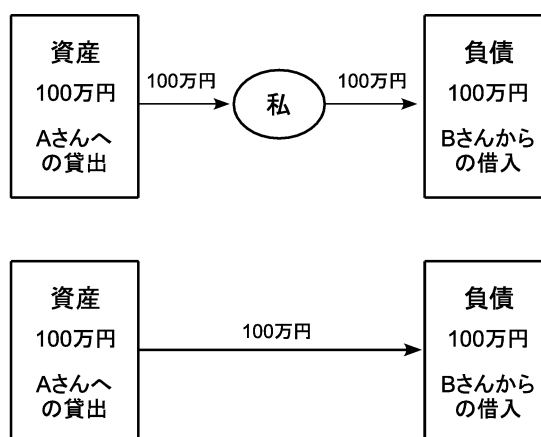 資産
100万円
Aさんへ
の貸出
100万円
私
100万円
負債
100万円
Bさんから
の借入
資産
100万円
Aさんへ
の貸出
100万円
負債
100万円
Bさんから
の借入